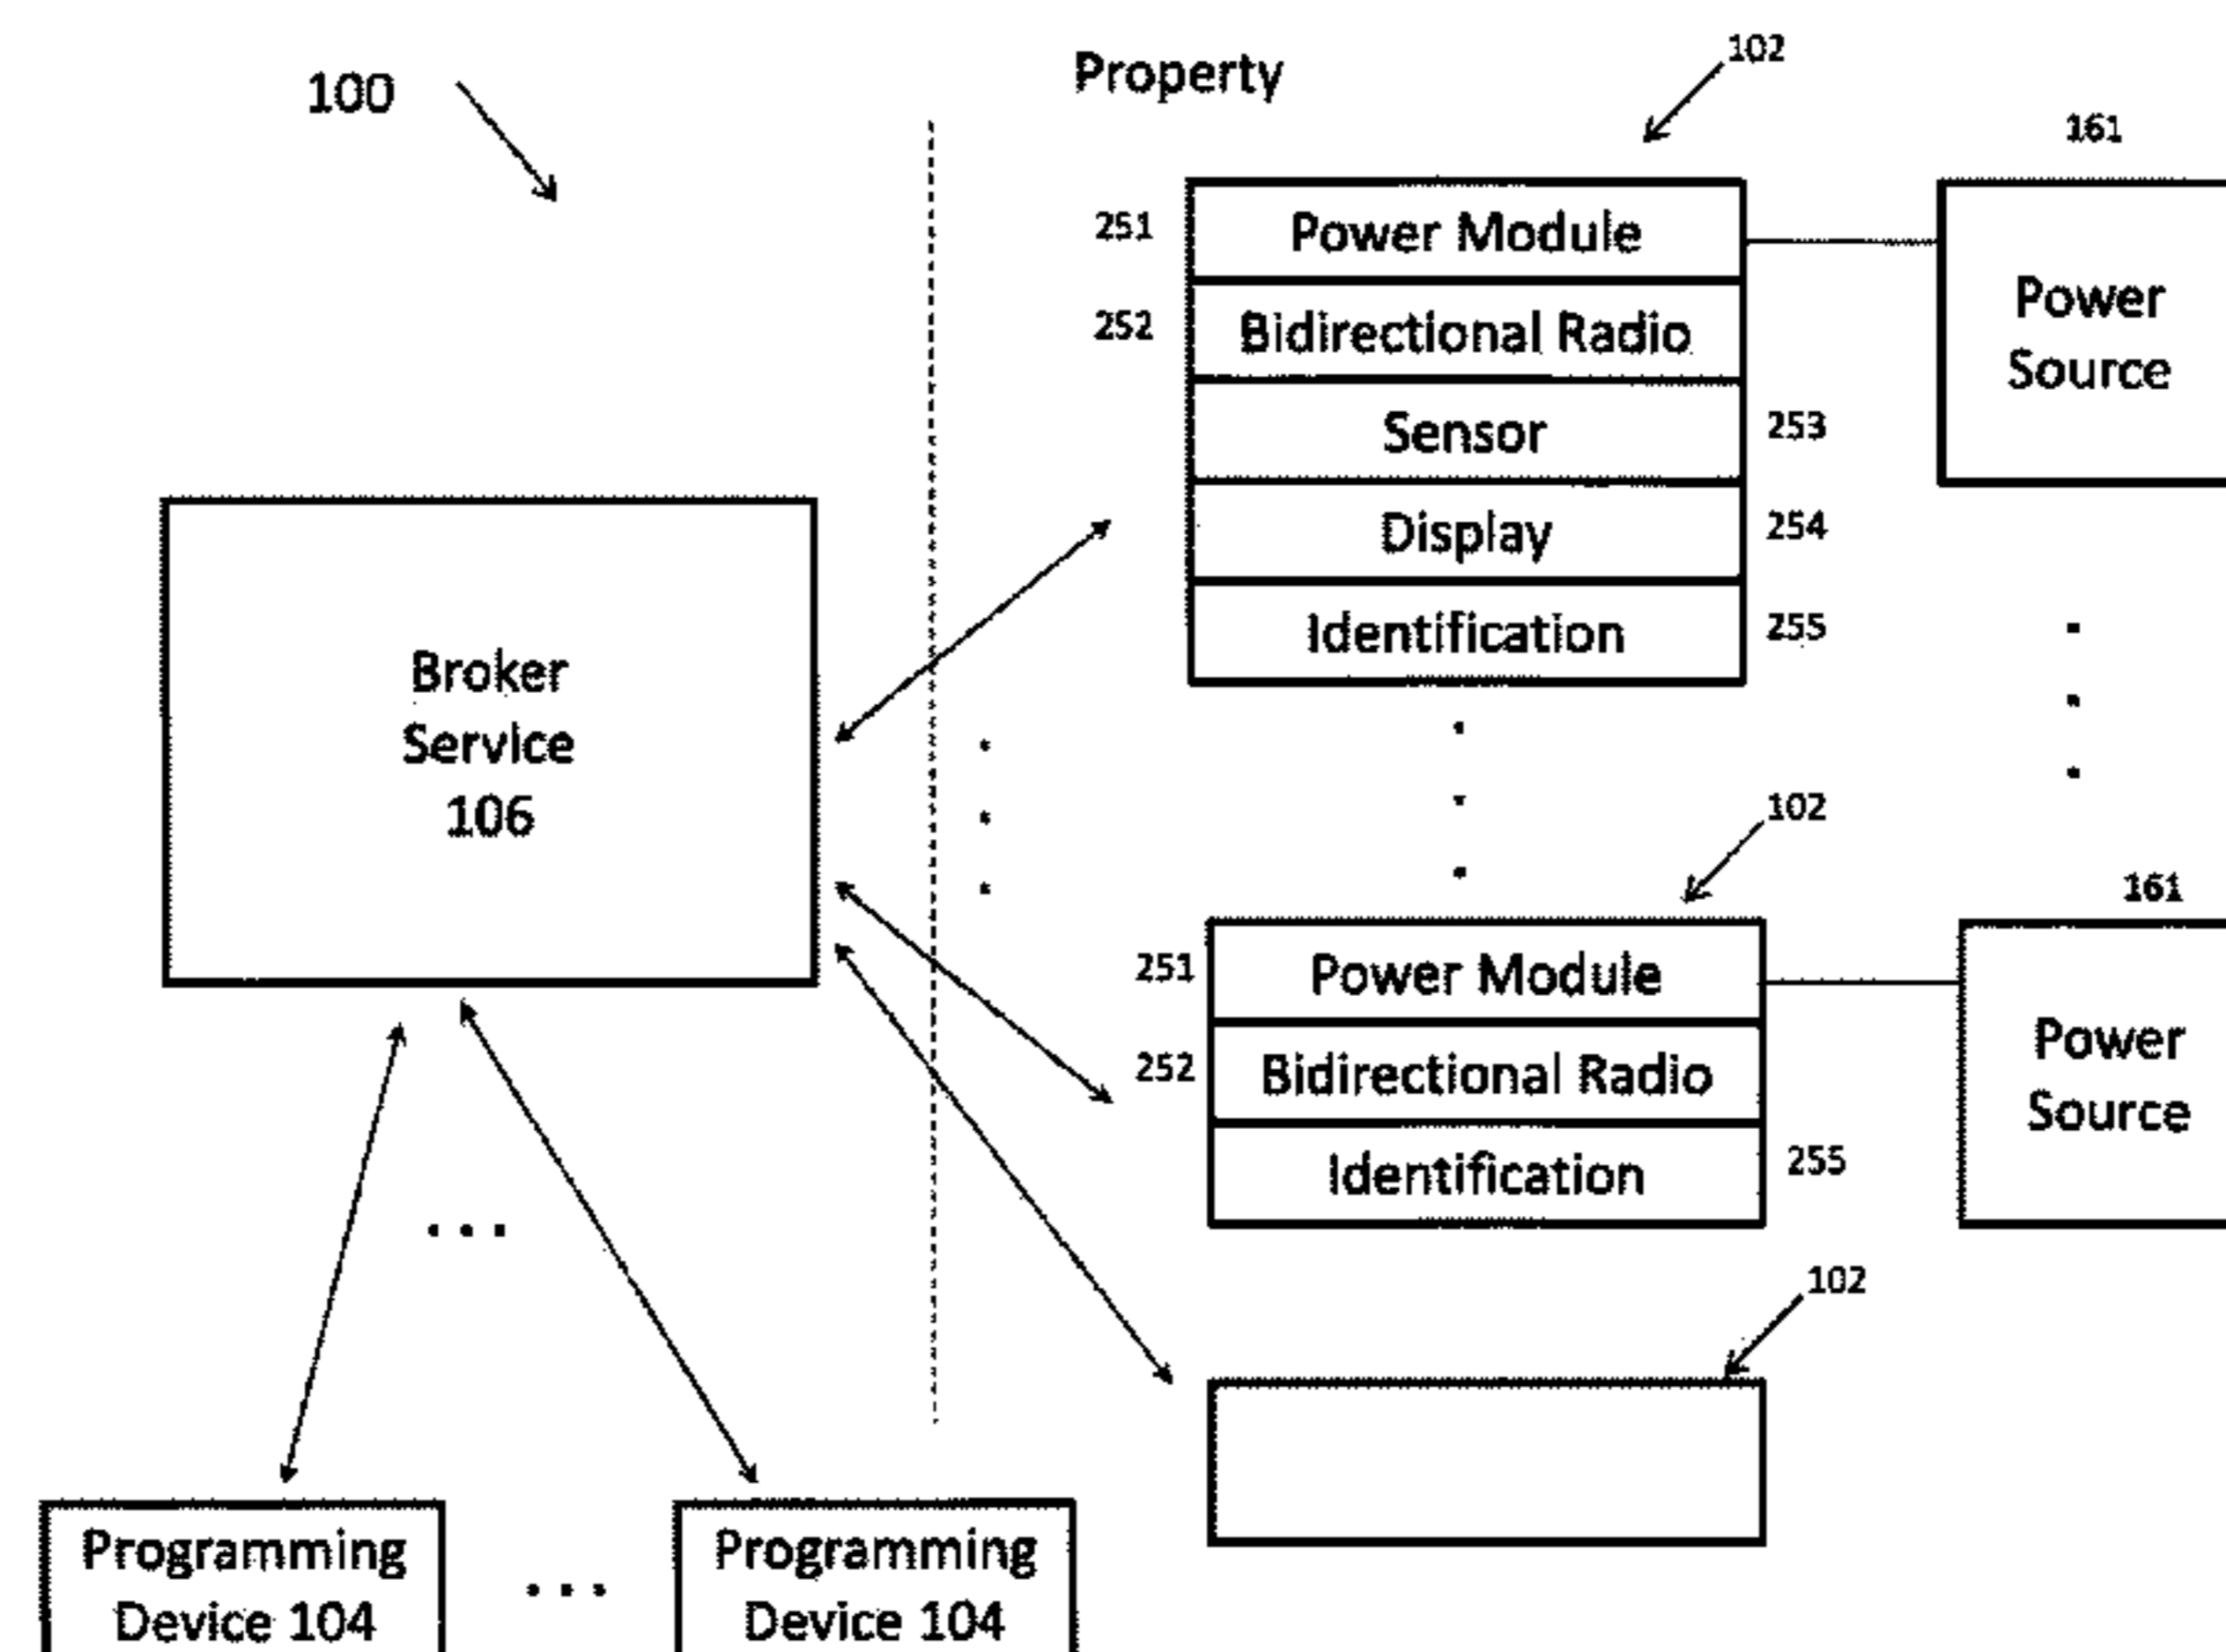 100
Property
102
161
251
Power Module
252
Bidirectional Radio
Sensor
253
Display
254
Identification
255
Power
Source
Broker
Service
106
102
161
251
Power Module
252
Bidirectional Radio
Identification
255
Power
Source
102
Programming
Device 104
Programming
Device 104